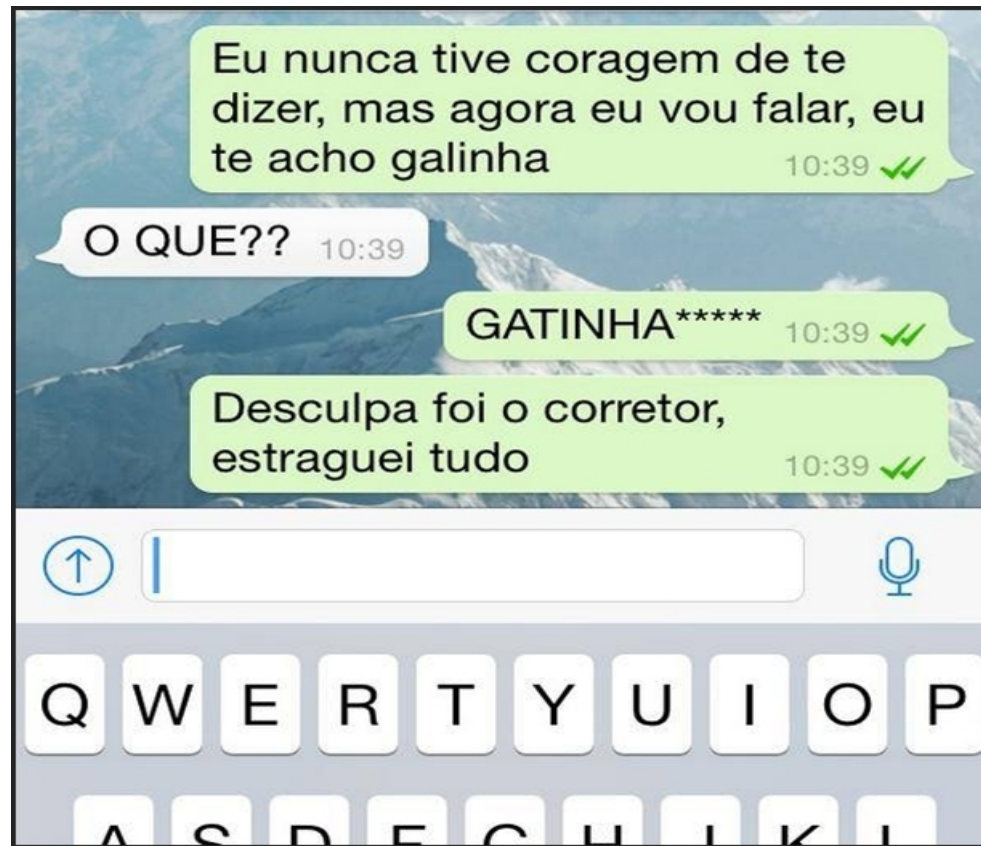 Eu nunca tive coragem de te
dizer, mas agora eu vou falar, eu
te acho galinha 10:39
O QUE?? 10:39
GATINHA***** 10:39
Desculpa foi o corretor,
estraguei tudo 10:39
Q W E R T Y U I O P
A S D F G H J K L